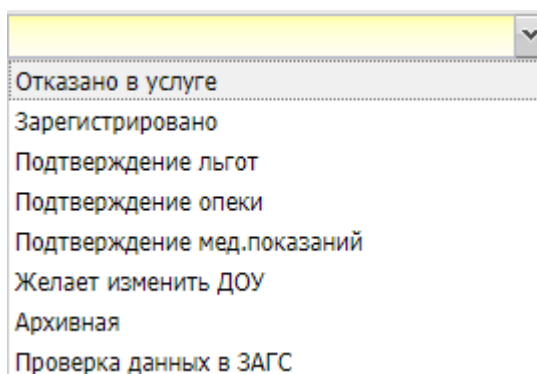 Отказано в услуге
Зарегистрировано
Подтверждение льгот
Подтверждение опеки
Подтверждение мед.показаний
Желает изменить ДОУ
Архивная
Проверка данных в ЗАГС